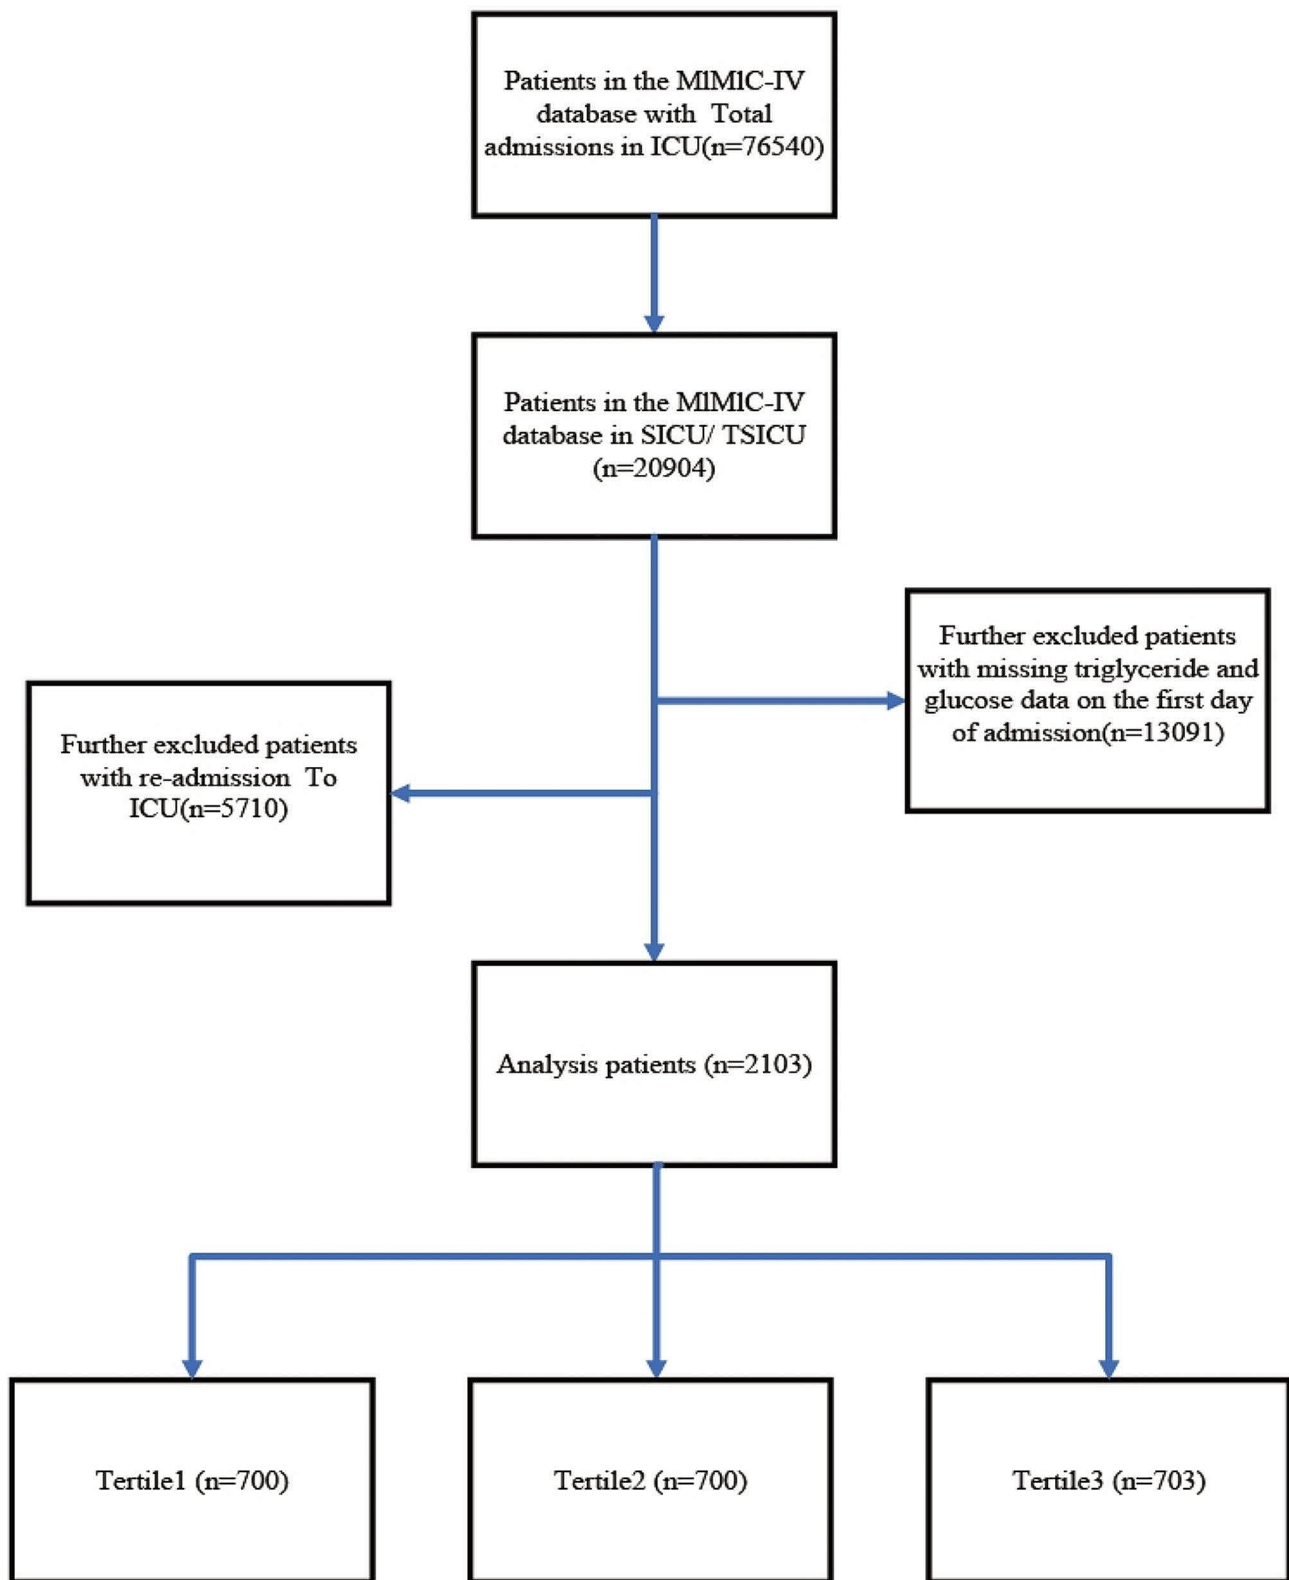 Patients in the MIMIC-IV
database with  Total
admissions in ICU(n=76540)
Patients in the MIMIC-IV
database in SICU/ TSICU
(n=20904)
Further excluded patients
with missing triglyceride and
glucose data on the first day
of admission(n=13091)
Further excluded patients
with re-admission  To
ICU(n=5710)
Analysis patients (n=2103)
Tertile1 (n=700)
Tertile2 (n=700)
Tertile3 (n=703)